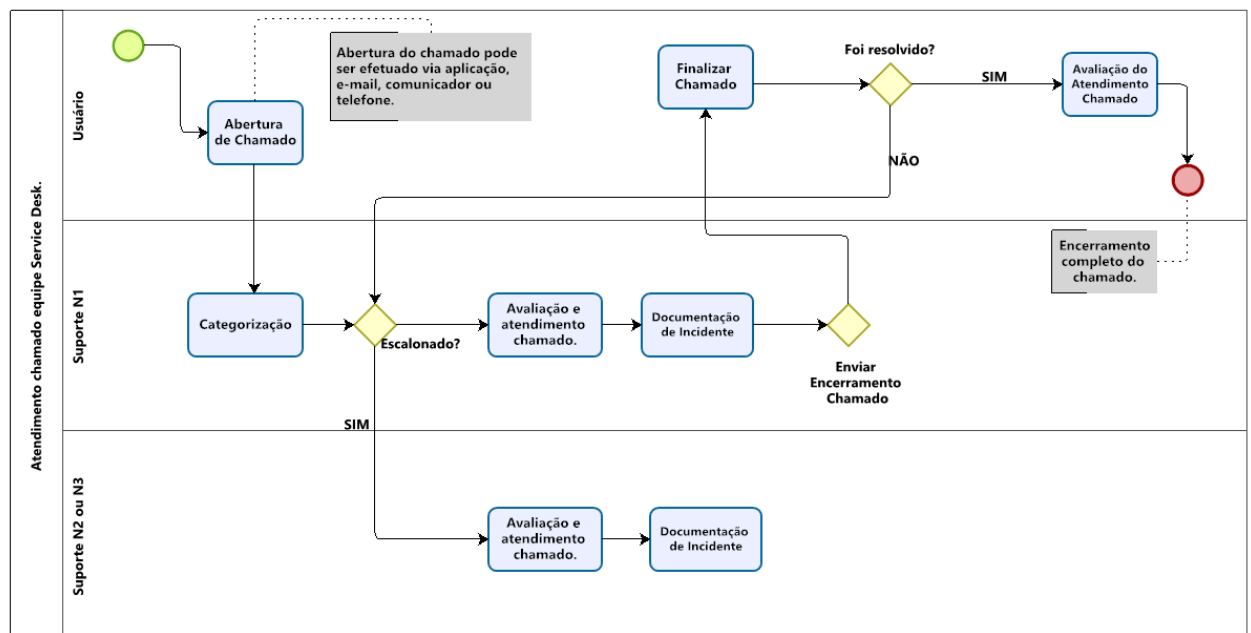 Atendimento chamado equipe Service Desk.
Usuário
Abertura
de Chamado
Abertura do chamado pode
ser efetuado via aplicação,
e-mail, comunicador ou
telefone.
Finalizar
Chamado
Foi resolvido?
SIM
NÃO
Avaliação do
Atendimento
Chamado
Encerramento
completo do
chamado.
Suporte N1
Categorização
Escalonado?
SIM
Avaliação e
atendimento
chamado.
Documentação
de Incidente
Enviar
Encerramento
Chamado
Suporte N2 ou N3
Avaliação e
atendimento
chamado.
Documentação
de Incidente